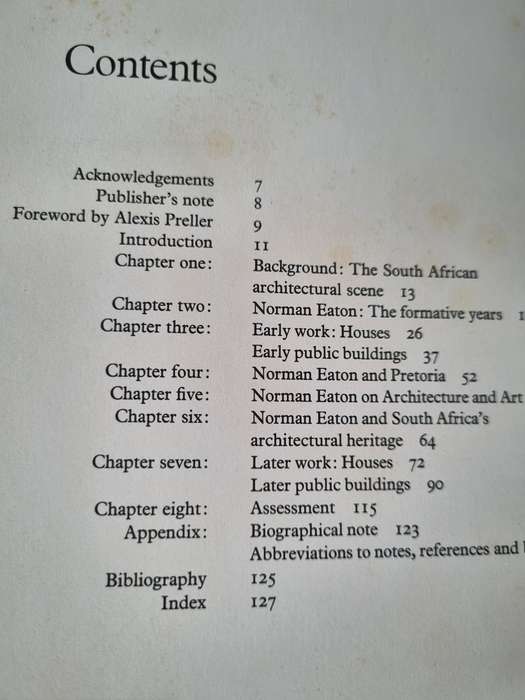 Contents
Acknowledgements 7
Publisher's note 8
Foreword by Alexis Preller 9
Introduction 11
Chapter one: Background: The South African
architectural scene 13
Chapter two: Norman Eaton: The formative years
Chapter three: Early work: Houses 26
Early public buildings 37
Chapter four: Norman Eaton and Pretoria 52
Chapter five: Norman Eaton on Architecture and Art
Chapter six: Norman Eaton and South Africa's
architectural heritage 64
Chapter seven: Later work: Houses 72
Later public buildings 90
Chapter eight: Assessment 115
Appendix: Biographical note 123
Abbreviations to notes, references and
Bibliography 125
Index 127